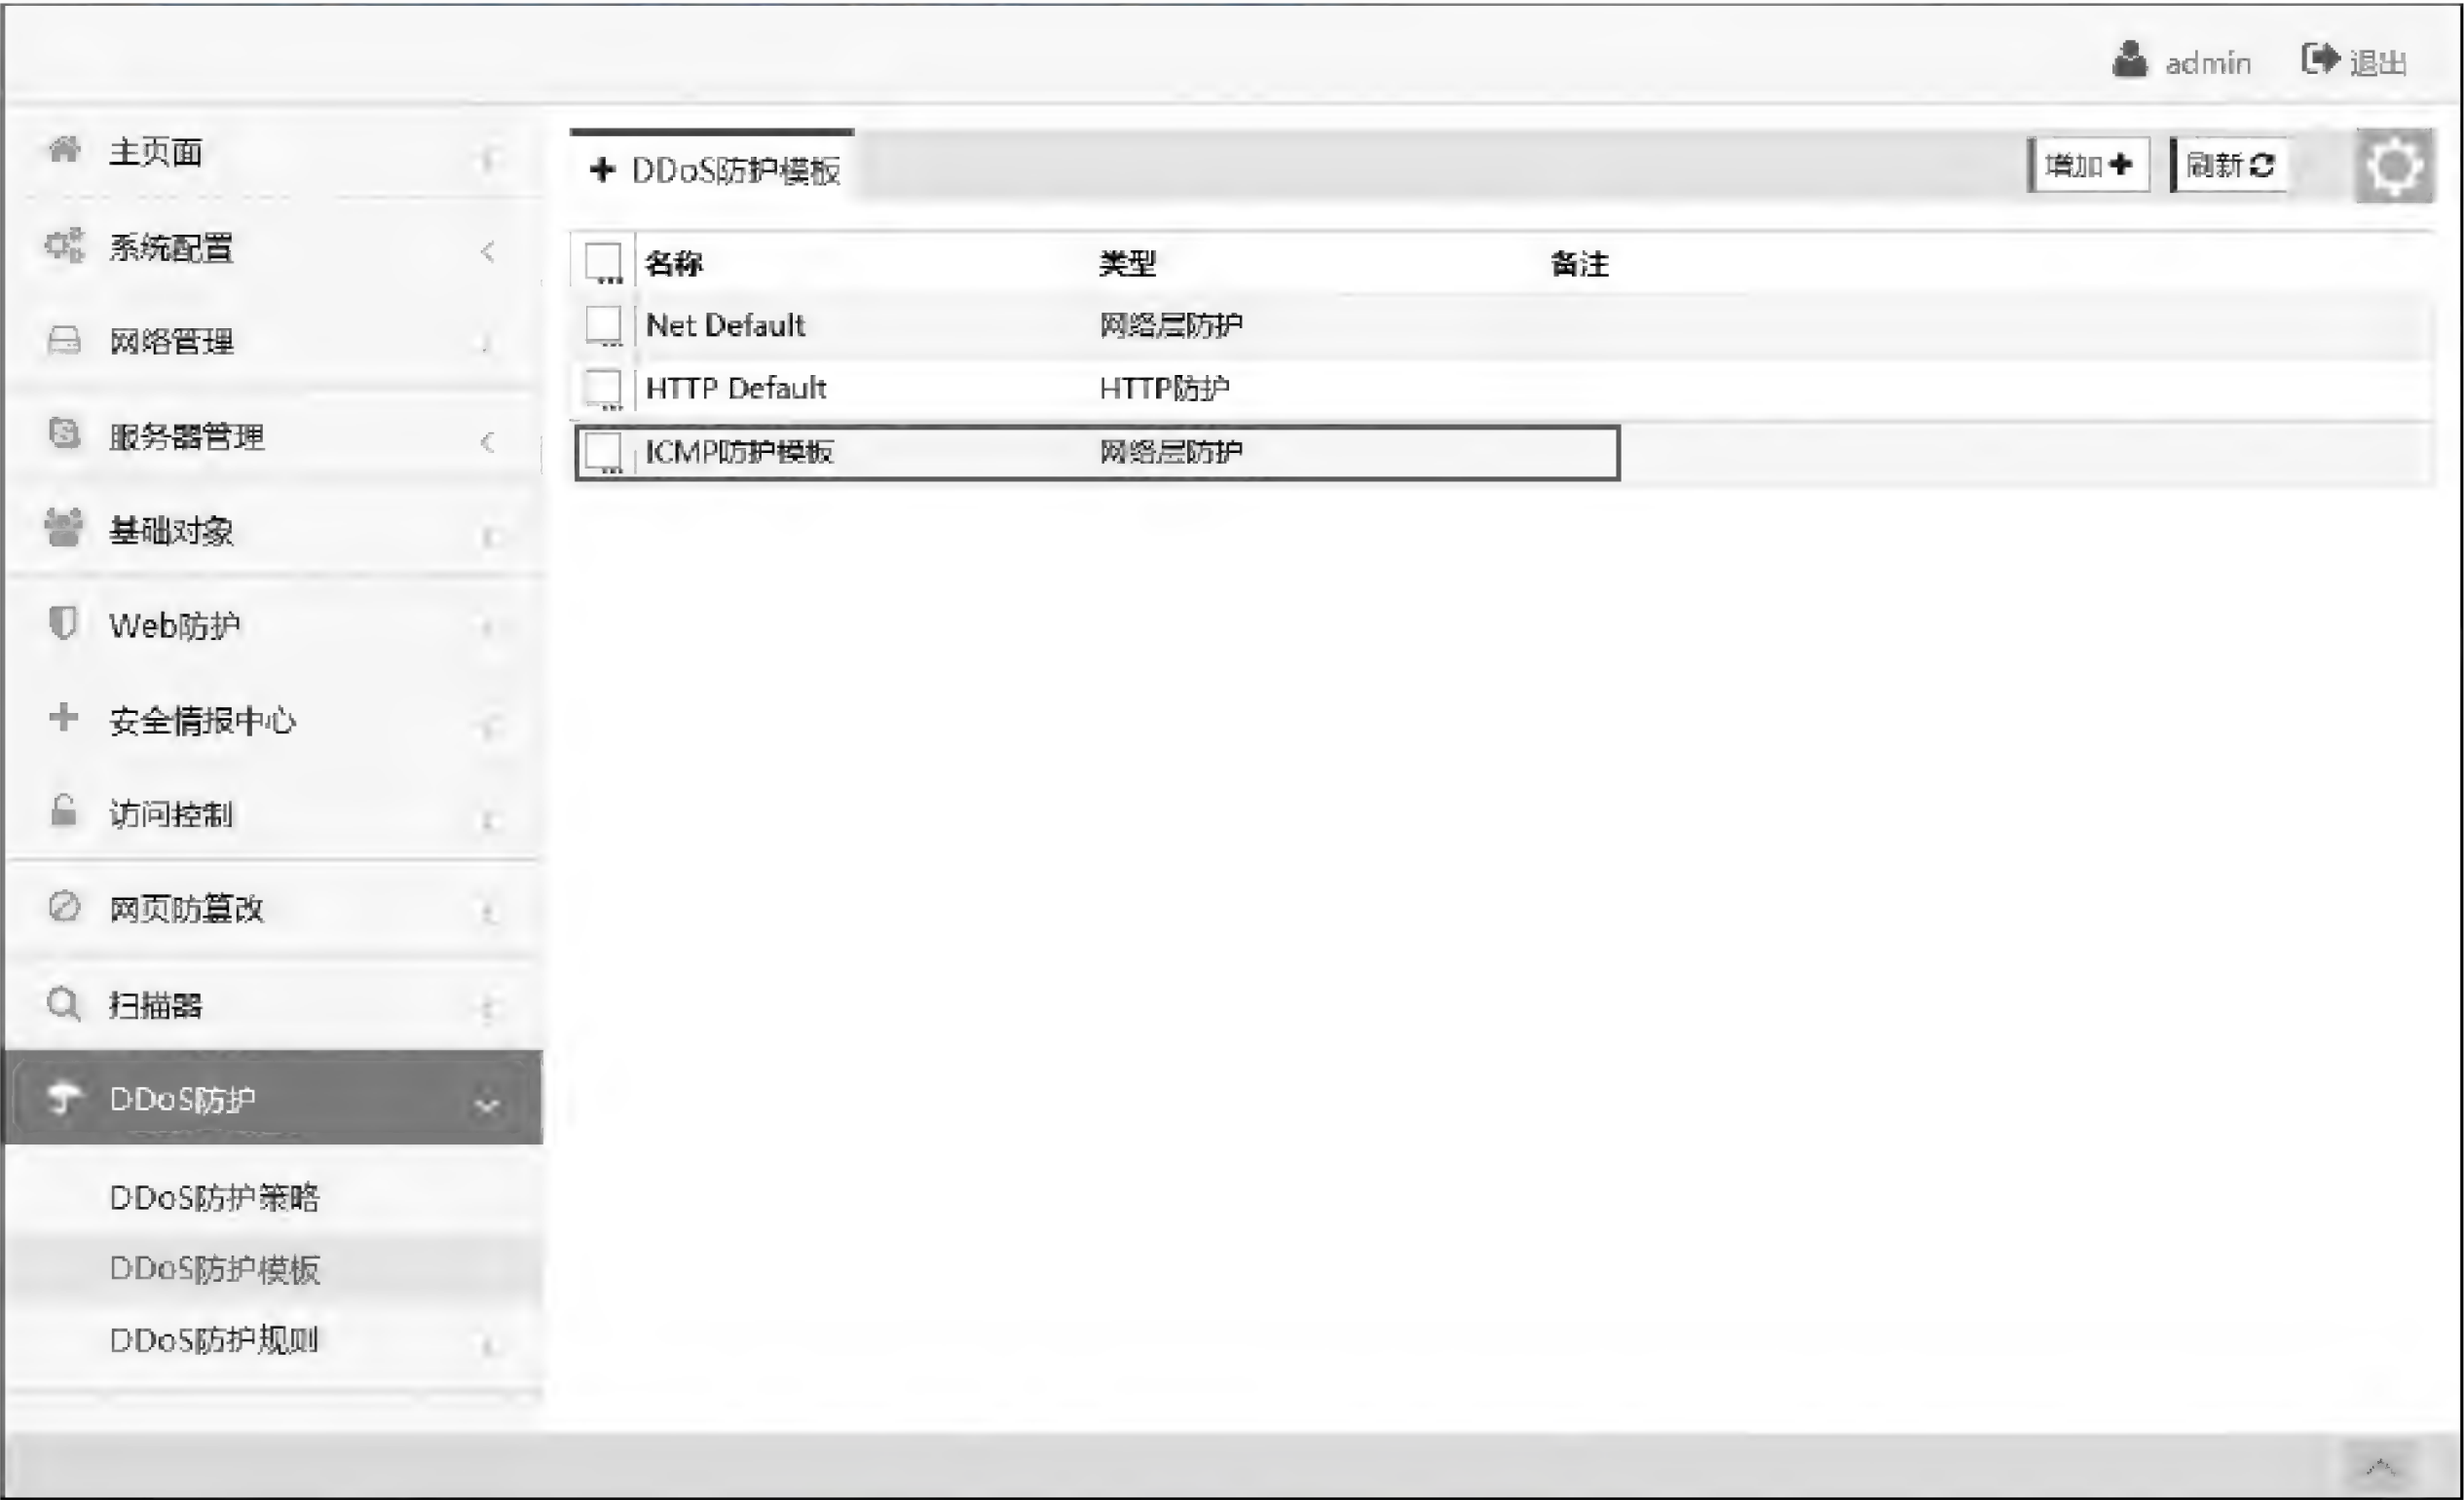 admin 退出
主页面
系统配置
网络管理
服务器管理
基础对象
Web防护
安全情报中心
访问控制
网页防篡改
扫描器
DDoS防护
DDoS防护策略
DDoS防护模板
DDoS防护规则
DDoS防护模板 增加 刷新
名称 类型 备注
Net Default 网络层防护
HTTP Default HTTP防护
ICMP防护模板 网络层防护